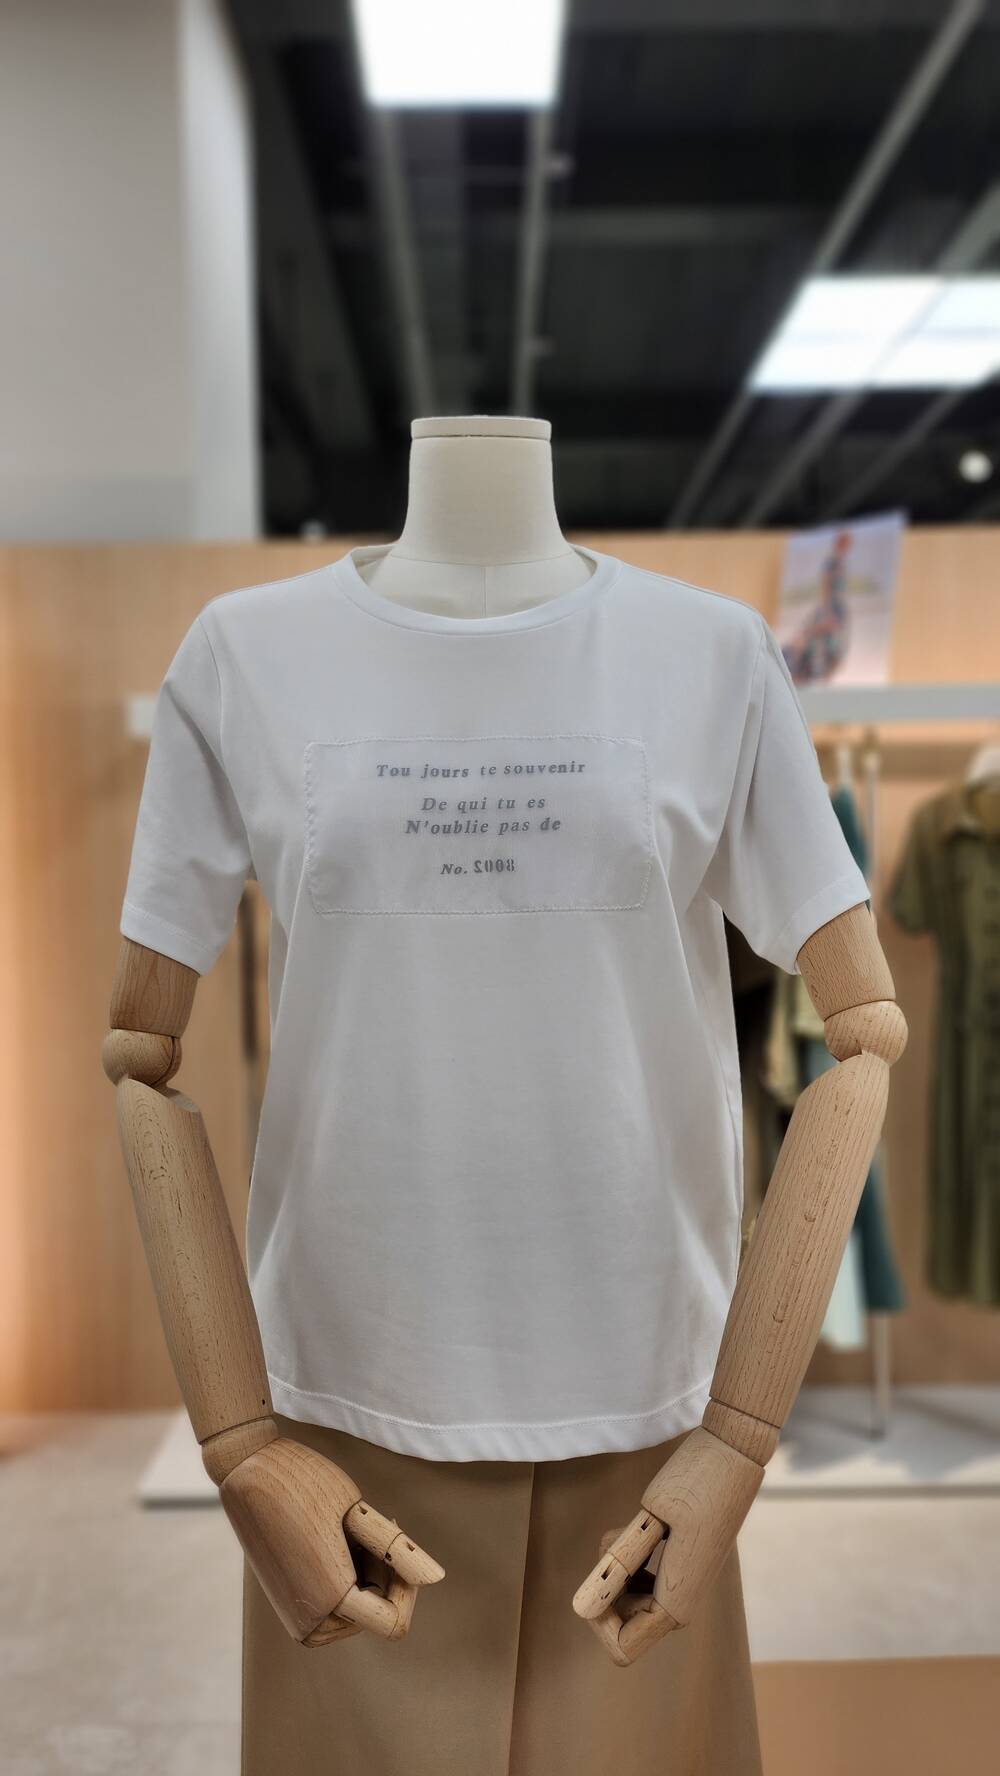 Tou jours te souvenir
De qui tu es
N'oublie pas de
No. 2008